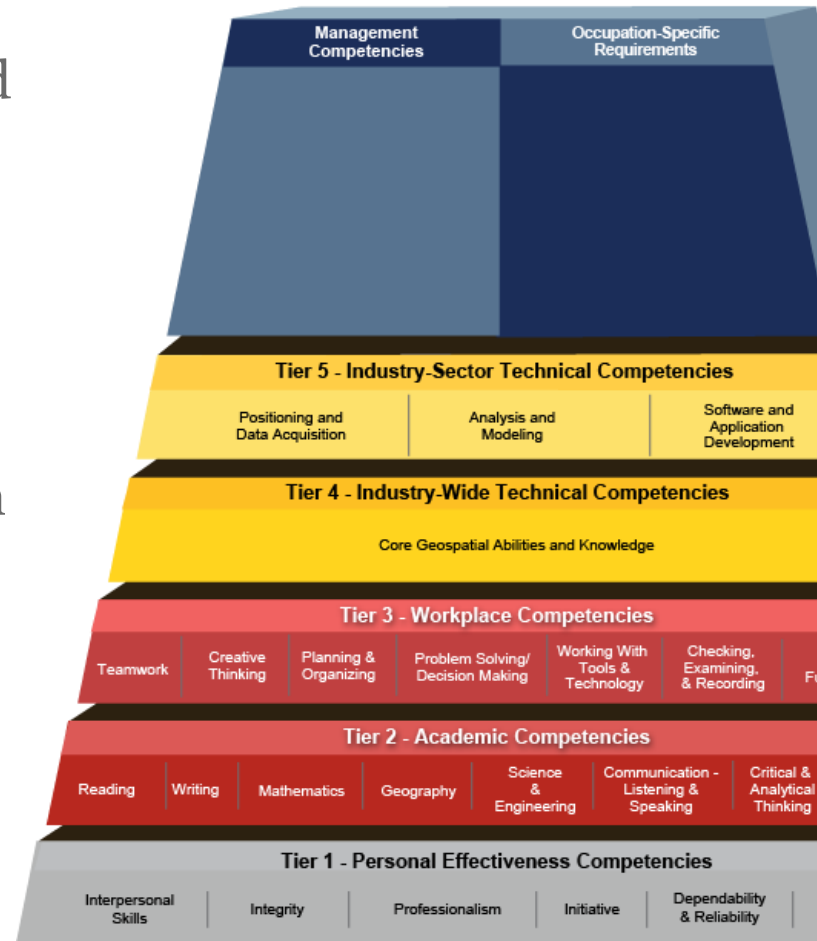 Management
Competencies
Occupation-Specific
Requirements
Tier 5 - Industry-Sector Technical Competencies
Positioning and
Data Acquisition
Analysis and
Modeling
Software and
Application
Development
Tier 4 - Industry-Wide Technical Competencies
Core Geospatial Abilities and Knowledge
Tier 3 - Workplace Competencies
Teamwork
Creative
Thinking
Planning &
Organizing
Problem Solving/
Decision Making
Working With
Tools &
Technology
Checking,
Examining,
& Recording
Tier 2 - Academic Competencies
Reading
Writing
Mathematics
Geography
Science
&
Engineering
Communication -
Listening &
Speaking
Critical &
Analytical
Thinking
Tier 1 - Personal Effectiveness Competencies
Interpersonal
Skills
Integrity
Professionalism
Initiative
Dependability
& Reliability